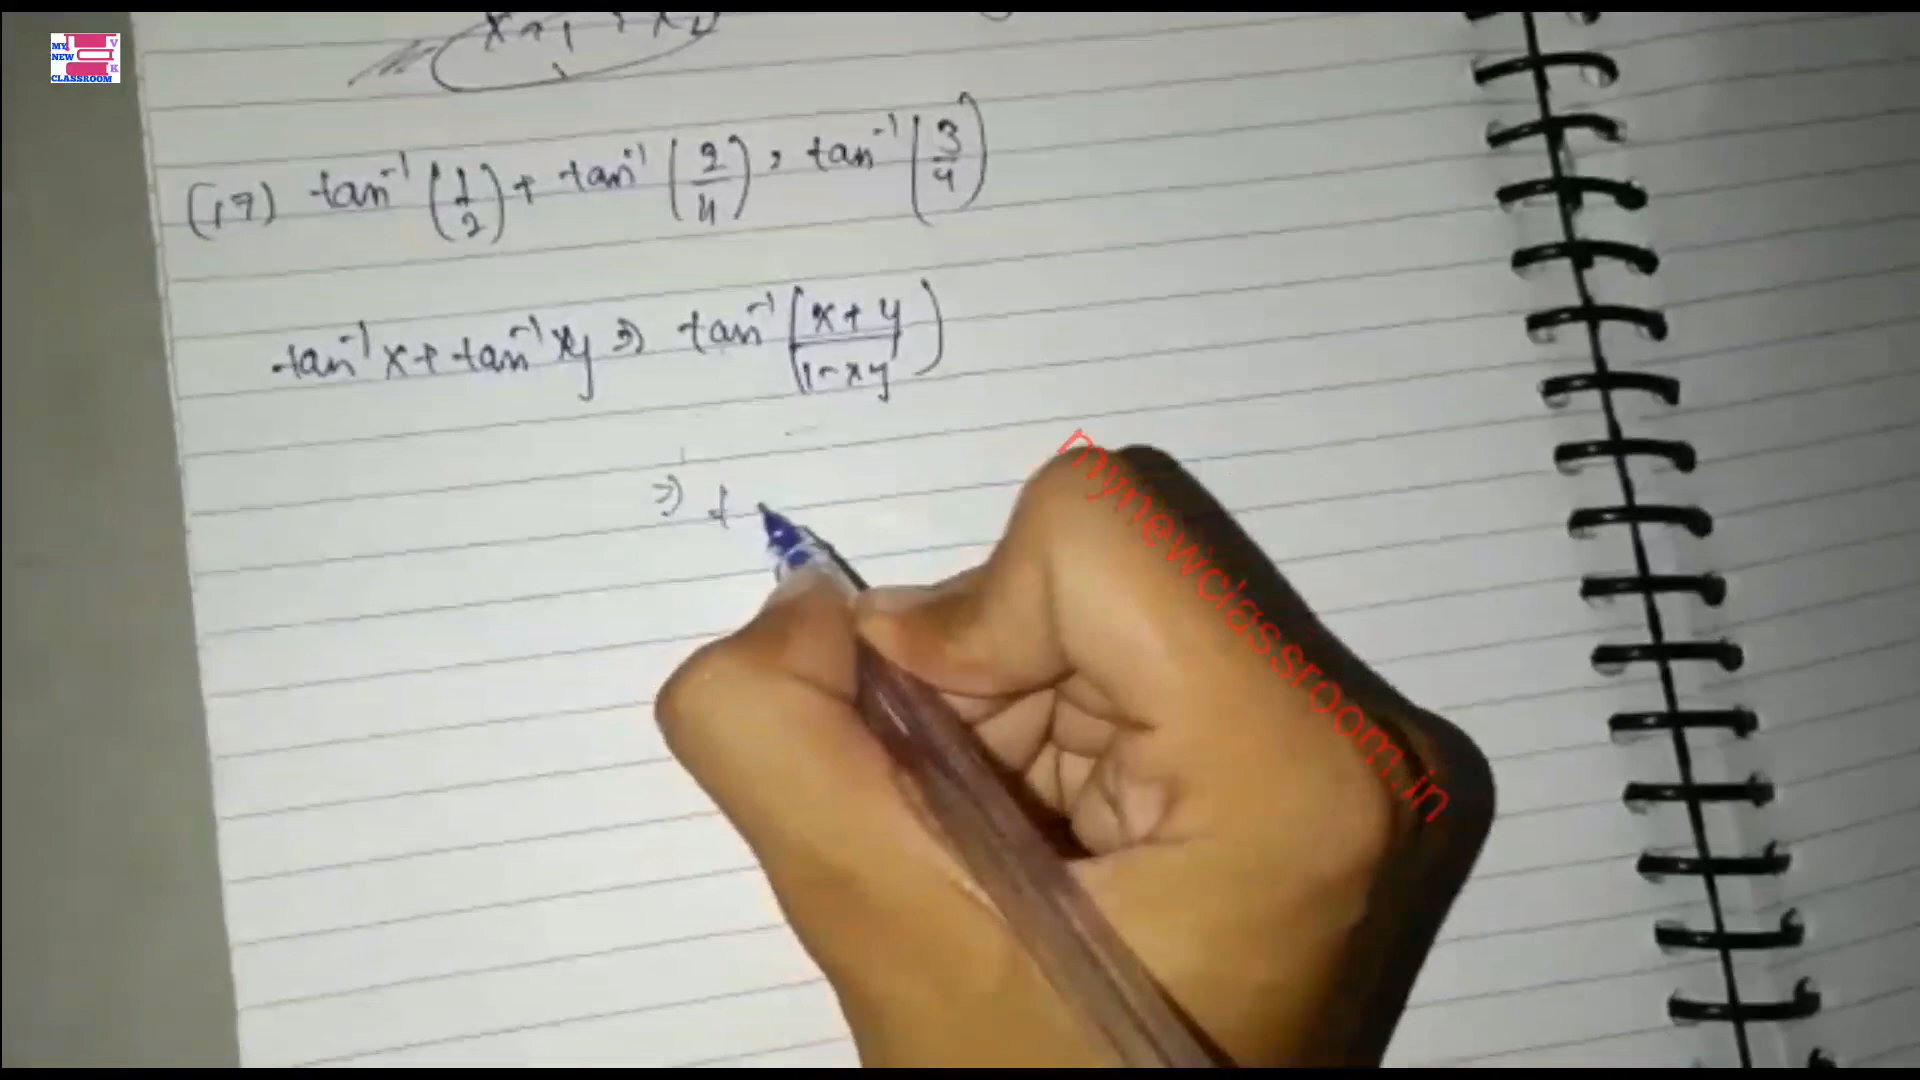 MY NEW CLASSROOM V K
(17) tan⁻¹(1/2) + tan⁻¹(2/4), tan⁻¹(3/4)
tan⁻¹x + tan⁻¹xy ⇒ tan⁻¹(x+y/1-xy)
⇒ t
mynewclassroom.in